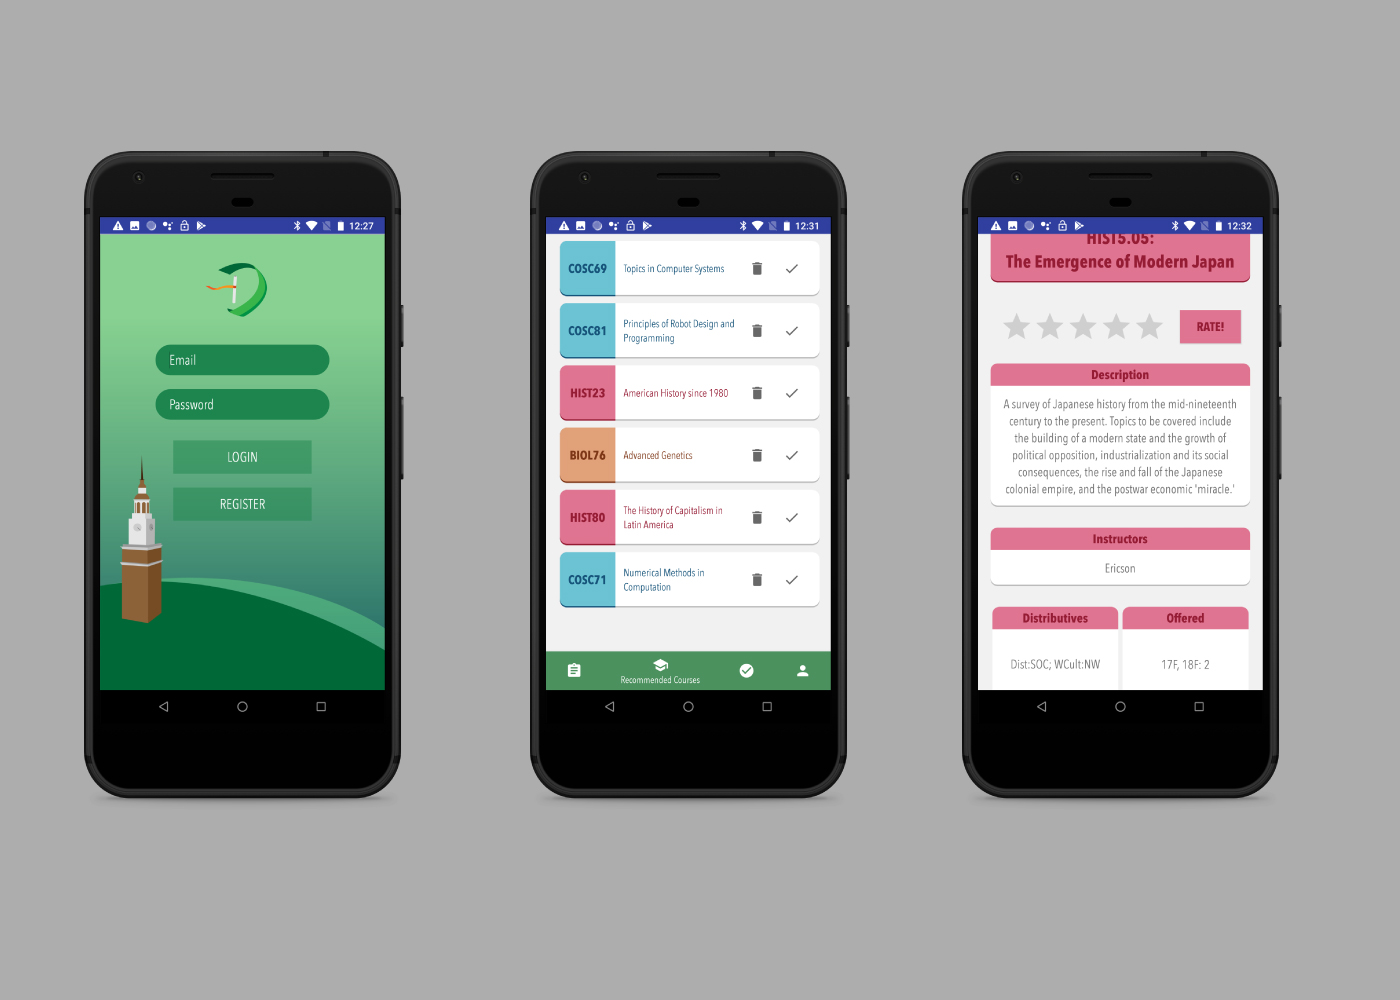 12:27
Email
Password
LOGIN
REGISTER
12:31
COSC69
Topics in Computer Systems
COSC81
Principles of Robot Design and
Programming
HIST23
American History since 1980
BIOL76
Advanced Genetics
HIST80
The History of Capitalism in
Latin America
COSC71
Numerical Methods in
Computation
Recommended Courses
12:32
HIST5.05:
The Emergence of Modern Japan
RATE!
Description
A survey of Japanese history from the mid-nineteenth
century to the present. Topics to be covered include
the building of a modern state and the growth of
political opposition, industrialization and its social
consequences, the rise and fall of the Japanese
colonial empire, and the postwar economic 'miracle.'
Instructors
Ericson
Distributives
Offered
Dist:SOC; WCult:NW
17F, 18F: 2